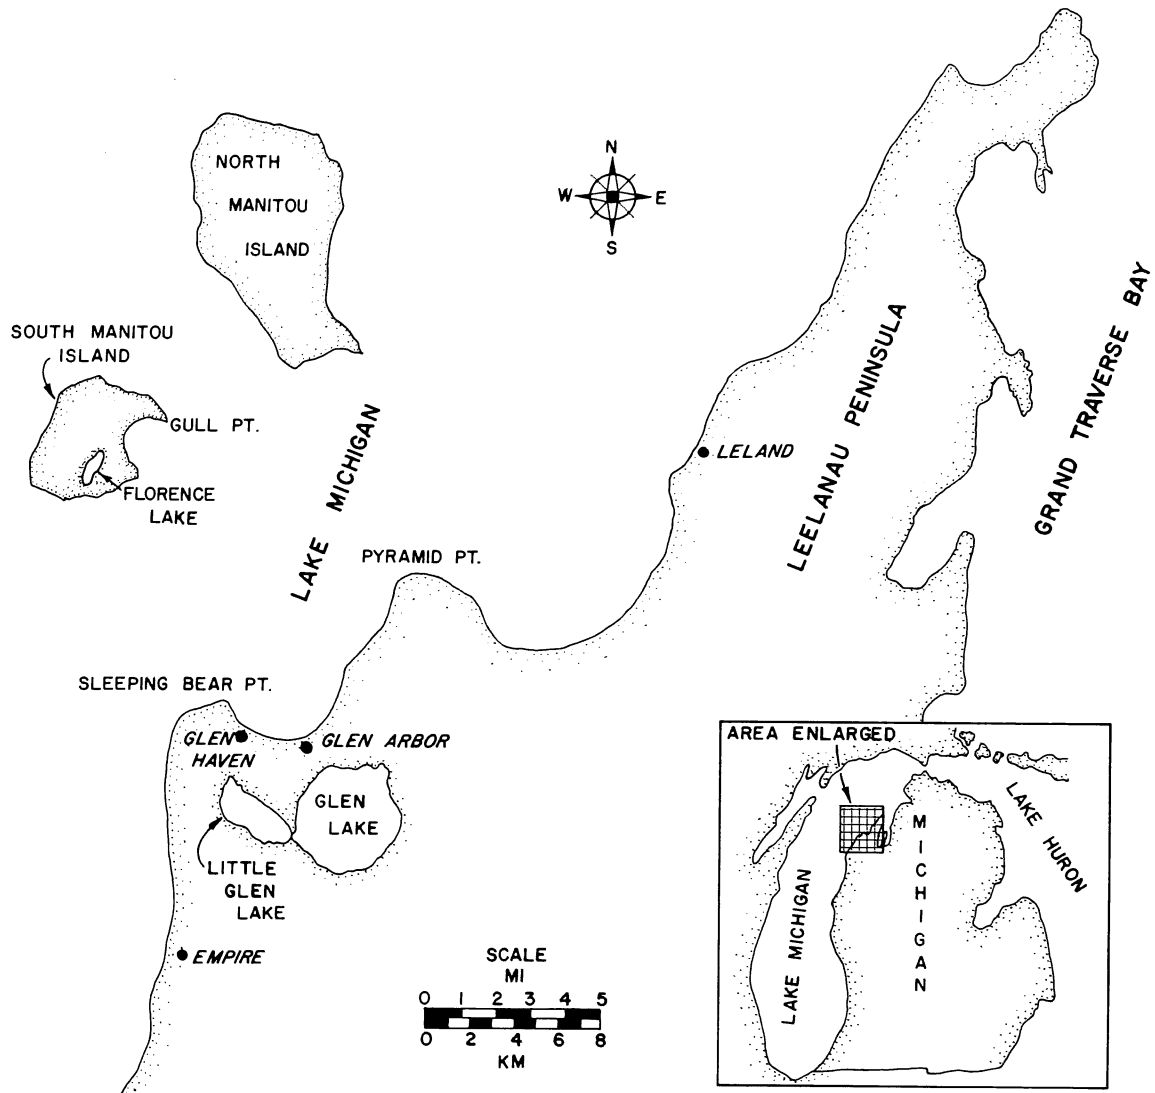 NORTH
MANITOU
ISLAND
N
W E
S
SOUTH MANITOU
ISLAND
GULL PT.
FLORENCE
LAKE
LAKE MICHIGAN
LELAND
LEELANAU PENINSULA
GRAND TRAVERSE BAY
PYRAMID PT.
SLEEPING BEAR PT.
GLEN
HAVEN
GLEN ARBOR
GLEN
LAKE
LITTLE
GLEN
LAKE
EMPIRE
SCALE
MI
0 1 2 3 4 5
0 2 4 6 8
KM
AREA ENLARGED
LAKE HURON
MICHIGAN
LAKE MICHIGAN